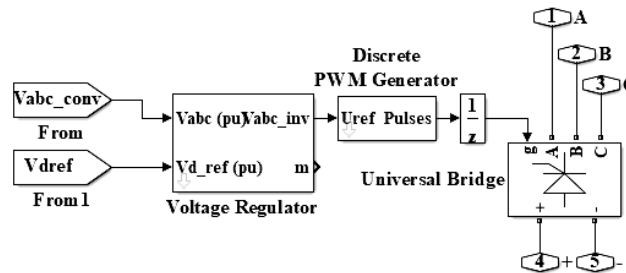 1 A
2 B
Discrete
PWM Generator
3
Vabc_conv
From
Vabc (pu) Vabc_inv
Uref Pulses
1
z
g A B C
Vdref
From1
Vd_ref (pu) m
Voltage Regulator
Universal Bridge
+ -
4 + 5 -